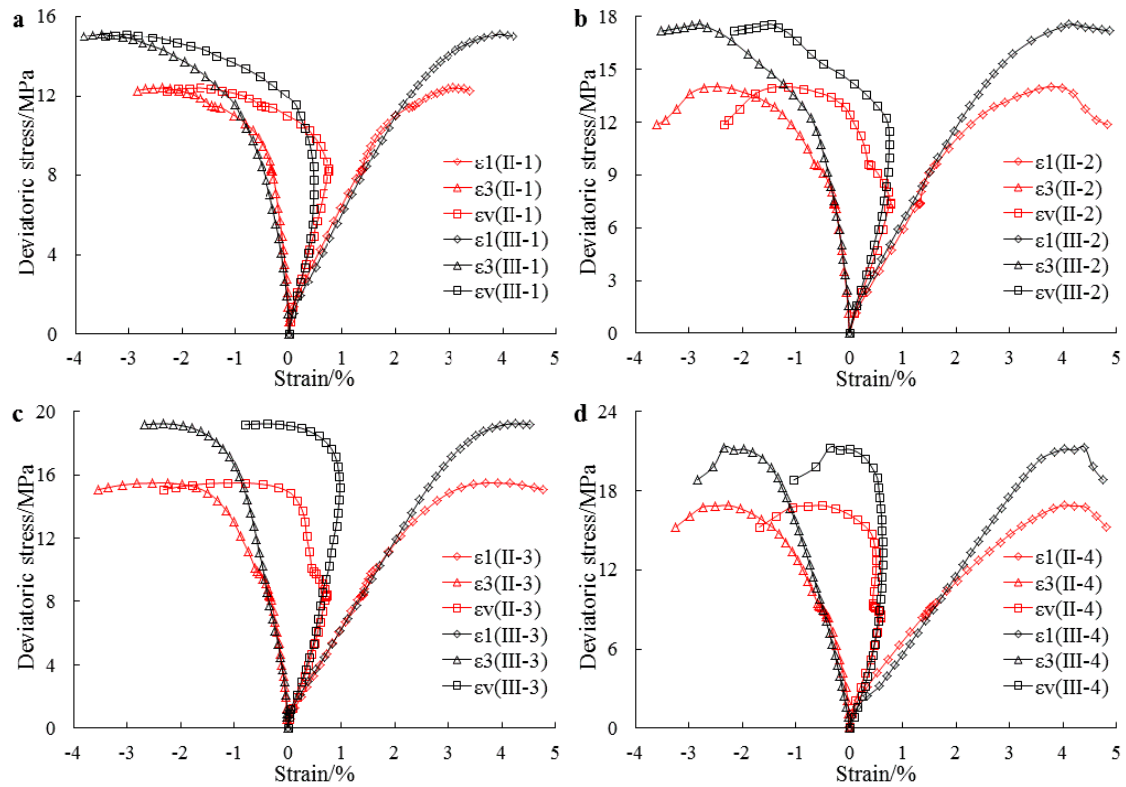 a
Deviatoric stress/MPa
16
12
8
4
0
-4 -3 -2 -1 0 1 2 3 4 5
Strain/%
ε1(II-1)
ε3(II-1)
εv(II-1)
ε1(III-1)
ε3(III-1)
εv(III-1)
b
Deviatoric stress/MPa
18
15
12
9
6
3
0
-4 -3 -2 -1 0 1 2 3 4 5
Strain/%
ε1(II-2)
ε3(II-2)
εv(II-2)
ε1(III-2)
ε3(III-2)
εv(III-2)
c
Deviatoric stress/MPa
20
16
12
8
4
0
-4 -3 -2 -1 0 1 2 3 4 5
Strain/%
ε1(II-3)
ε3(II-3)
εv(II-3)
ε1(III-3)
ε3(III-3)
εv(III-3)
d
Deviatoric stress/MPa
24
18
12
6
0
-4 -3 -2 -1 0 1 2 3 4 5
Strain/%
ε1(II-4)
ε3(II-4)
εv(II-4)
ε1(III-4)
ε3(III-4)
εv(III-4)